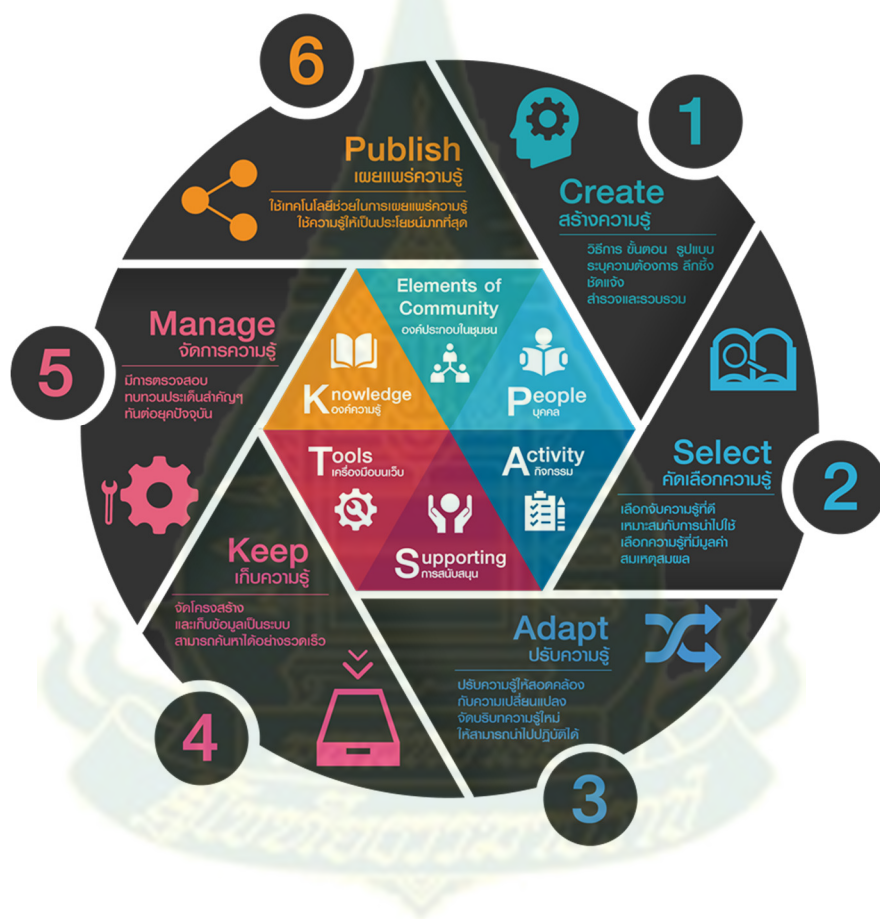 1
Create
สร้างความรู้
วิธีการ ขั้นตอน รูปแบบ
ระบุความต้องการ ลึกซึ้ง
ชัดแจ้ง
สำรวจและรวบรวม
2
Select
คัดเลือกความรู้
เลือกจับความรู้ที่ดี
เหมาะสมกับการนำไปใช้
เลือกความรู้ที่มีมูลค่า
สมเหตุสมผล
3
Adapt
ปรับความรู้
ปรับความรู้ให้สอดคล้อง
กับความเปลี่ยนแปลง
จัดบริบทความรู้ใหม่
ให้สามารถนำไปปฏิบัติได้
4
Keep
เก็บความรู้
จัดโครงสร้าง
และเก็บข้อมูลเป็นระบบ
สามารถค้นหาได้อย่างรวดเร็ว
5
Manage
จัดการความรู้
มีการตรวจสอบ
ทบทวนประเด็นสำคัญๆ
ทันต่อยุคปัจจุบัน
6
Publish
เผยแพร่ความรู้
ใช้เทคโนโลยีช่วยในการเผยแพร่ความรู้
ใช้ความรู้ให้เป็นประโยชน์มากที่สุด
Elements of
Community
องค์ประกอบในชุมชน
Knowledge
องค์ความรู้
People
บุคคล
Tools
เครื่องมือบนเว็บ
Activity
กิจกรรม
Supporting
การสนับสนุน
สุโขทัยธรรมาธิราช